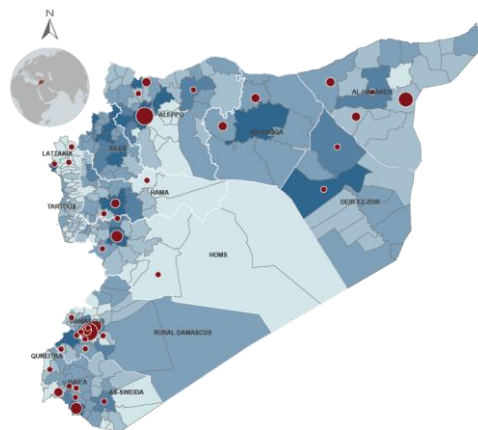 N
AL-HASAKEH
ALEPPO
AR-RAQQA
IDLEB
LATTAKIA
HAMA
TARTOUS
DEIR-EZ-ZOR
HOMS
DAMASCUS
RURAL DAMASCUS
QUNEITRA
DAR'A
AS-SWEIDA